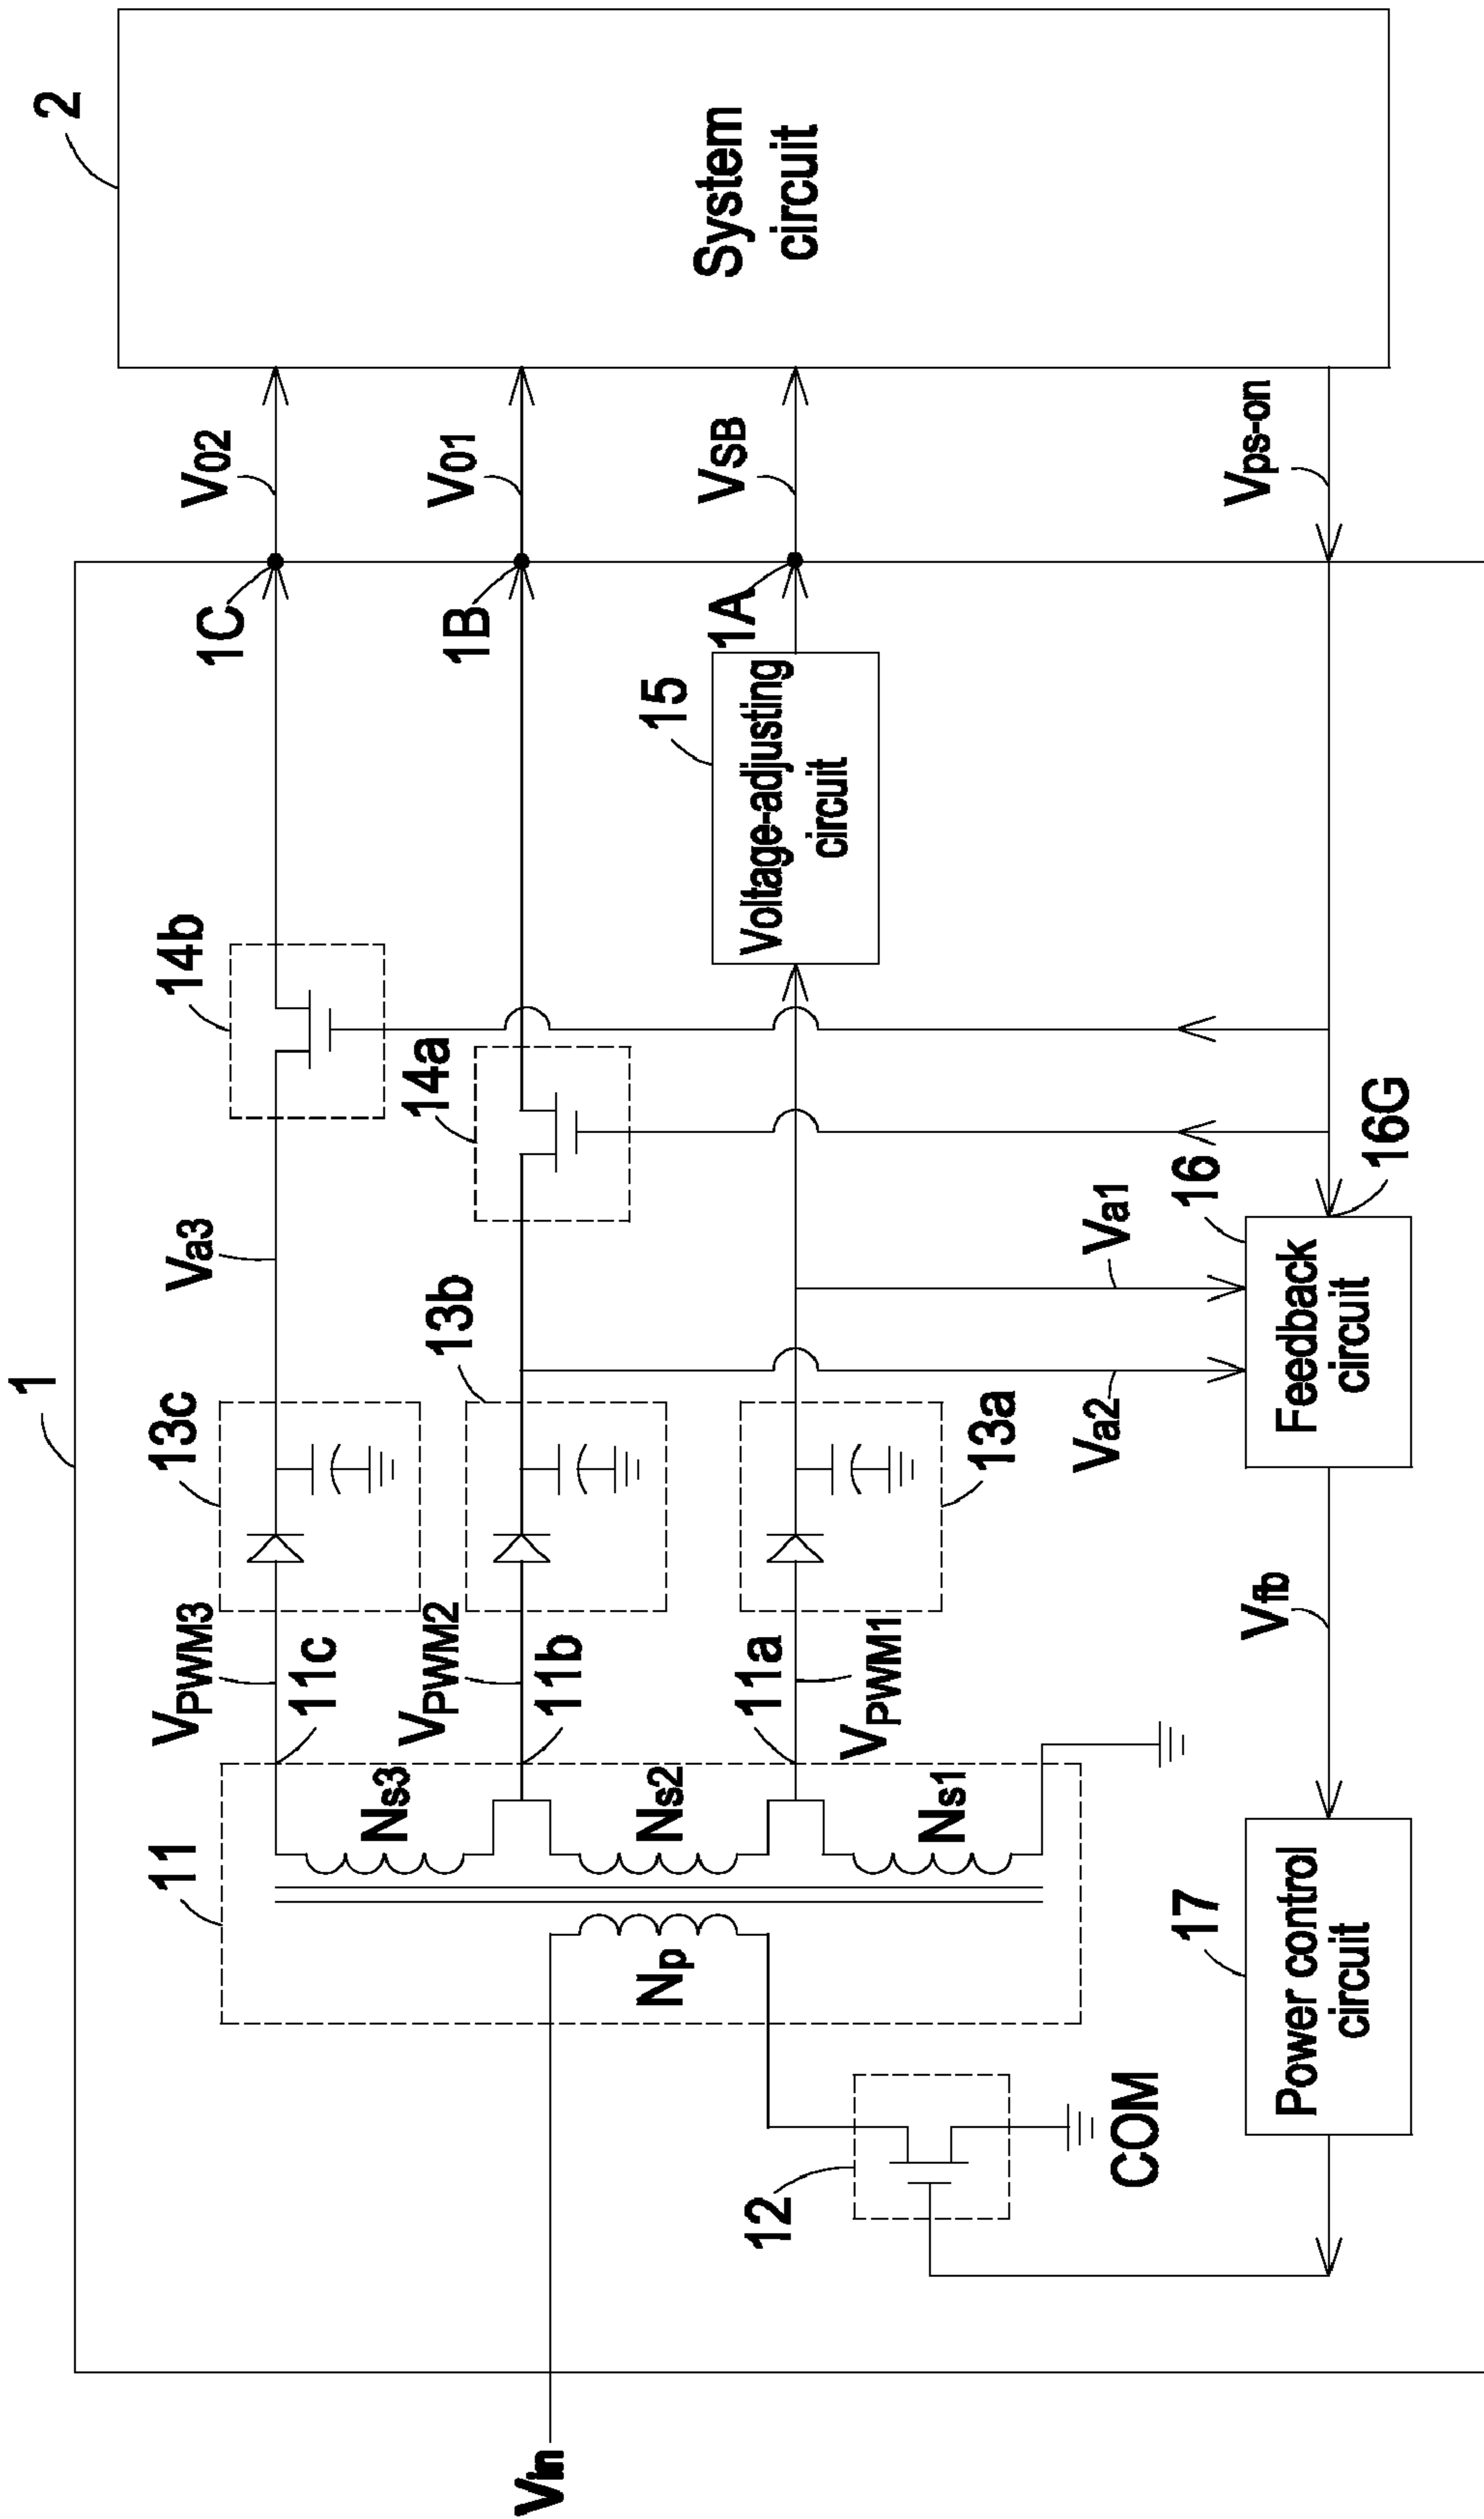 1
2
11
Np
Ns3
Ns2
Ns1
VPWM3
11c
VPWM2
11b
11a
VPWM1
13c
13b
13a
Va3
14b
14a
1C
1B
1A
V02
V01
VSB
Vps-on
15
Voltage-adjusting
circuit
System
circuit
Vin
12
COM
17
Power control
circuit
Vfb
Va2
Va1
16
16G
Feedback
circuit